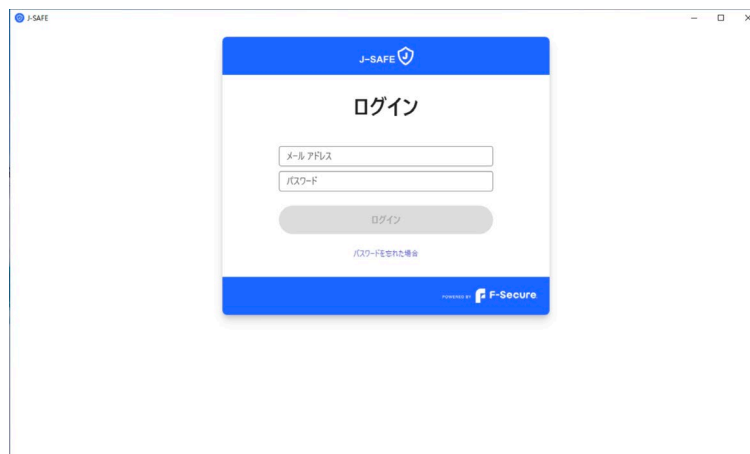 J-SAFE
J-SAFE
ログイン
メール アドレス
パスワード
ログイン
パスワードを忘れた場合
POWERED BY F-Secure